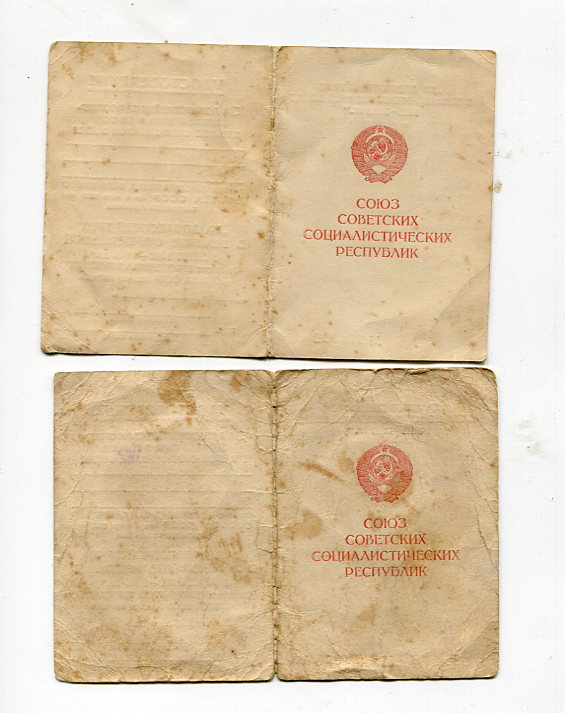 СОЮЗ
СОВЕТСКИХ
СОЦИАЛИСТИЧЕСКИХ
РЕСПУБЛИК
СОЮЗ
СОВЕТСКИХ
СОЦИАЛИСТИЧЕСКИХ
РЕСПУБЛИК